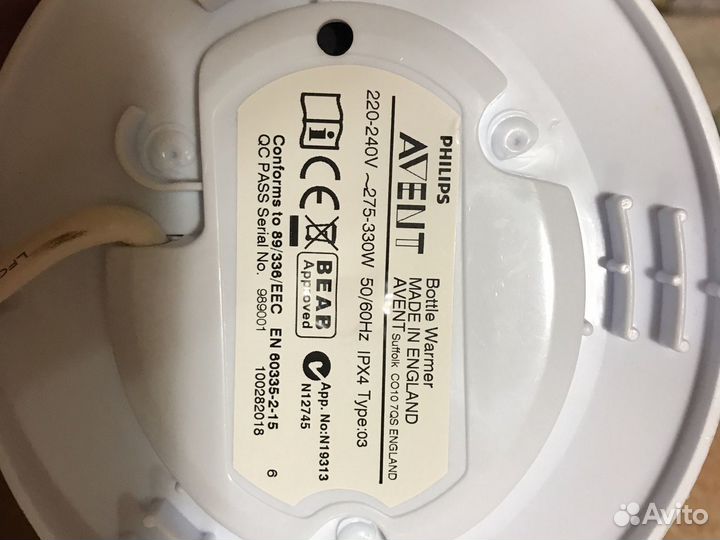 PHILIPS
AVENT
Bottle Warmer
MADE IN ENGLAND
AVENT Suffolk CO10 7QS ENGLAND
220-240V ~275-330W 50/60Hz IPX4 Type:03
BEAB
Approved
App. No:N19313
N12745
Conforms to 89/336/EEC EN 60335-2-15
QC PASS Serial No. 989001 100282018 6
LFC
Avito